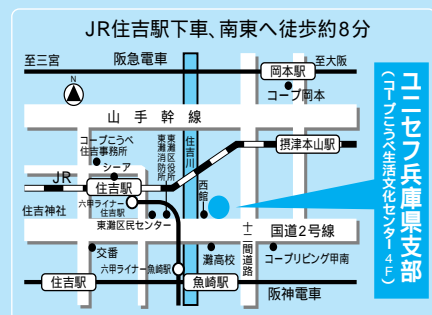 JR住吉駅下車、南東へ徒歩約8分
至三宮
阪急電車
岡本駅
至大阪
コープ岡本
N
山手幹線
コープこうべ
住吉事務所
シーア
東灘消防所
東灘区役所
住吉川
摂津本山駅
JR
住吉駅
西館
六甲ライナー
住吉駅
住吉神社
東灘区民センター
国道2号線
交番
灘高校
十二間道路
コープリビング甲南
六甲ライナー魚崎駅
住吉駅
魚崎駅
阪神電車
ユニセフ兵庫県支部
(コープこうべ生活文化センター4F)